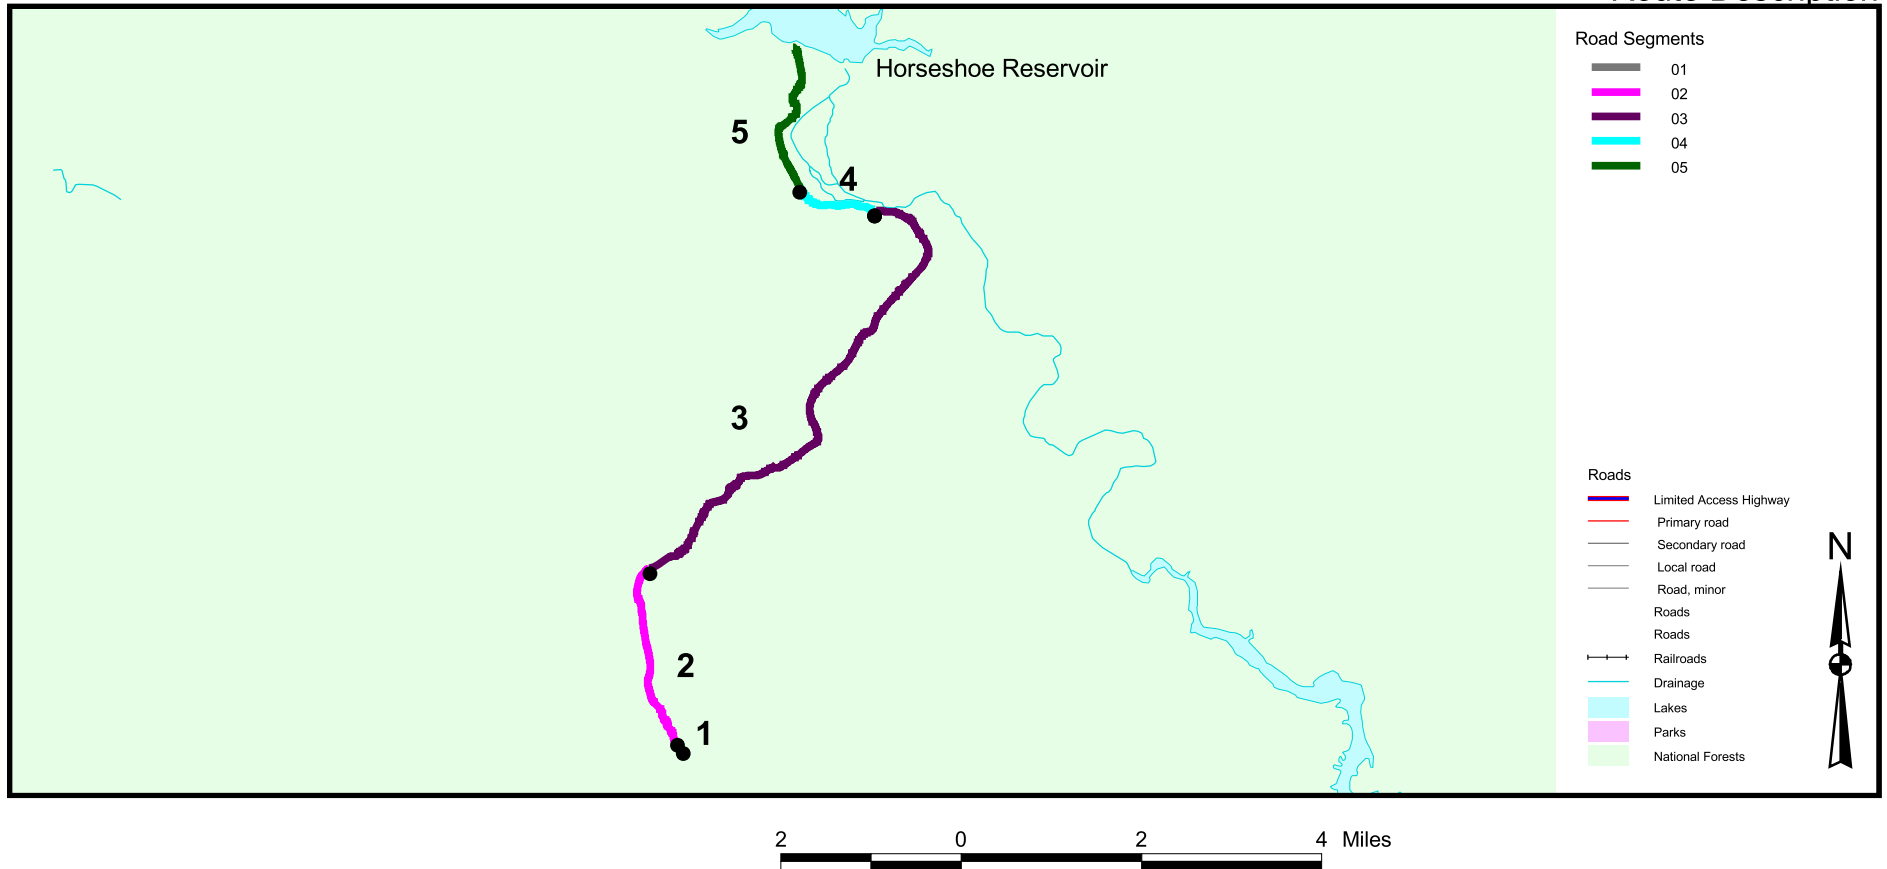 Horseshoe Reservoir
5
4
3
2
1
Road Segments
01
02
03
04
05
Roads
Limited Access Highway
Primary road
Secondary road
Local road
Road, minor
Roads
Roads
Railroads
Drainage
Lakes
Parks
National Forests
N
2 0 2 4 Miles